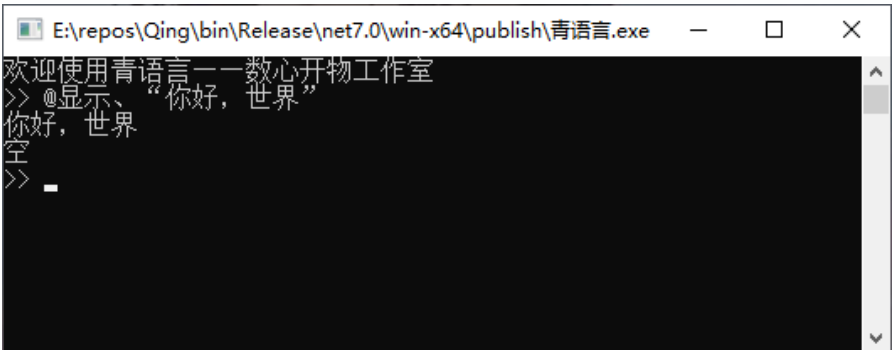 E:\repos\Qing\bin\Release\net7.0\win-x64\publish\青语言.exe
欢迎使用青语言——数心开物工作室
>> @显示、“你好，世界”
你好，世界
空
>>